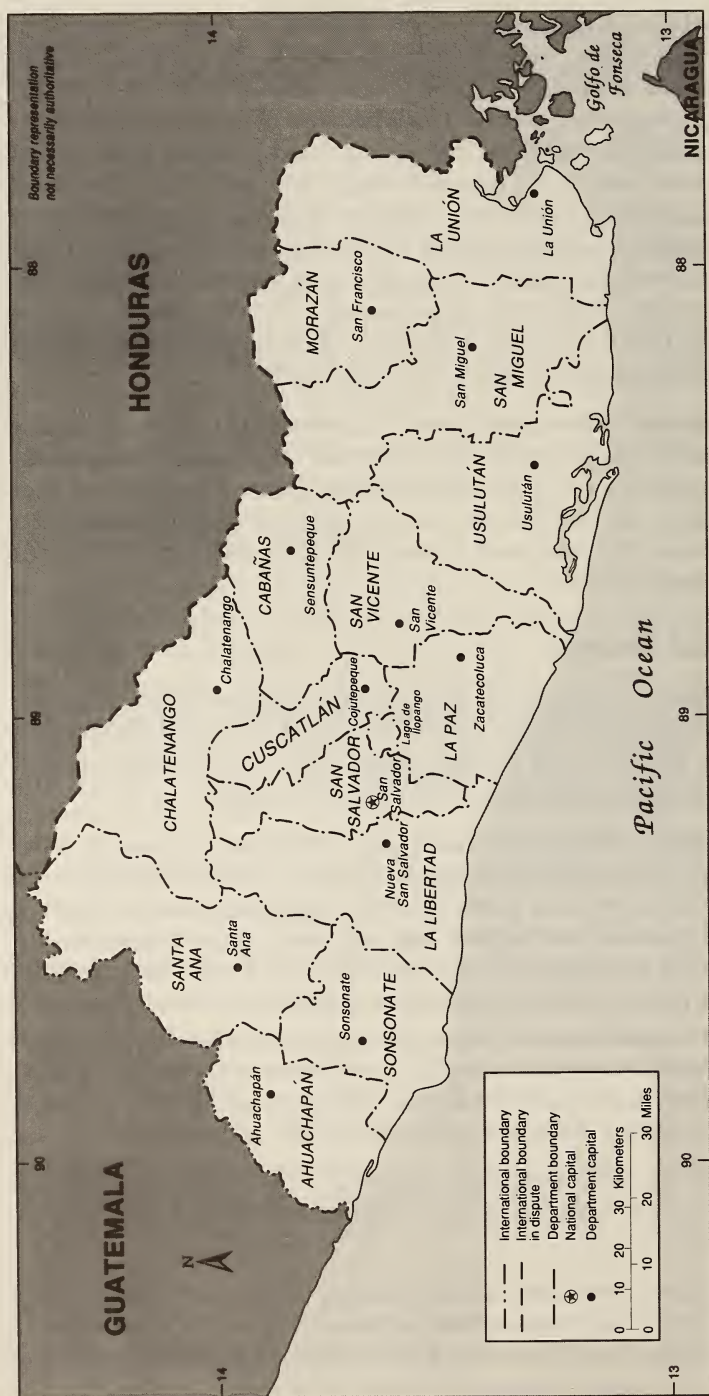 Boundary representation
not necessarily authoritative
GUATEMALA
HONDURAS
NICARAGUA
Golfo de
Fonseca
Pacific Ocean
N
90
89
88
14
13
14
13
90
89
88
AHUACHAPÁN
Ahuachapán
SANTA
ANA
Santa
Ana
SONSONATE
Sonsonate
CHALATENANGO
Chalatenango
LA LIBERTAD
Nueva
San Salvador
SAN
SALVADOR
San
Salvador
CUSCATLÁN
Cojutepeque
Lago de
Ilopango
LA PAZ
Zacatecoluca
CABAÑAS
Sensuntepeque
SAN
VICENTE
San
Vicente
USULUTÁN
Usulután
SAN
MIGUEL
San Miguel
MORAZÁN
San Francisco
LA
UNIÓN
La Unión
International boundary
International boundary
in dispute
Department boundary
National capital
Department capital
0 10 20 30 Kilometers
0 10 20 30 Miles